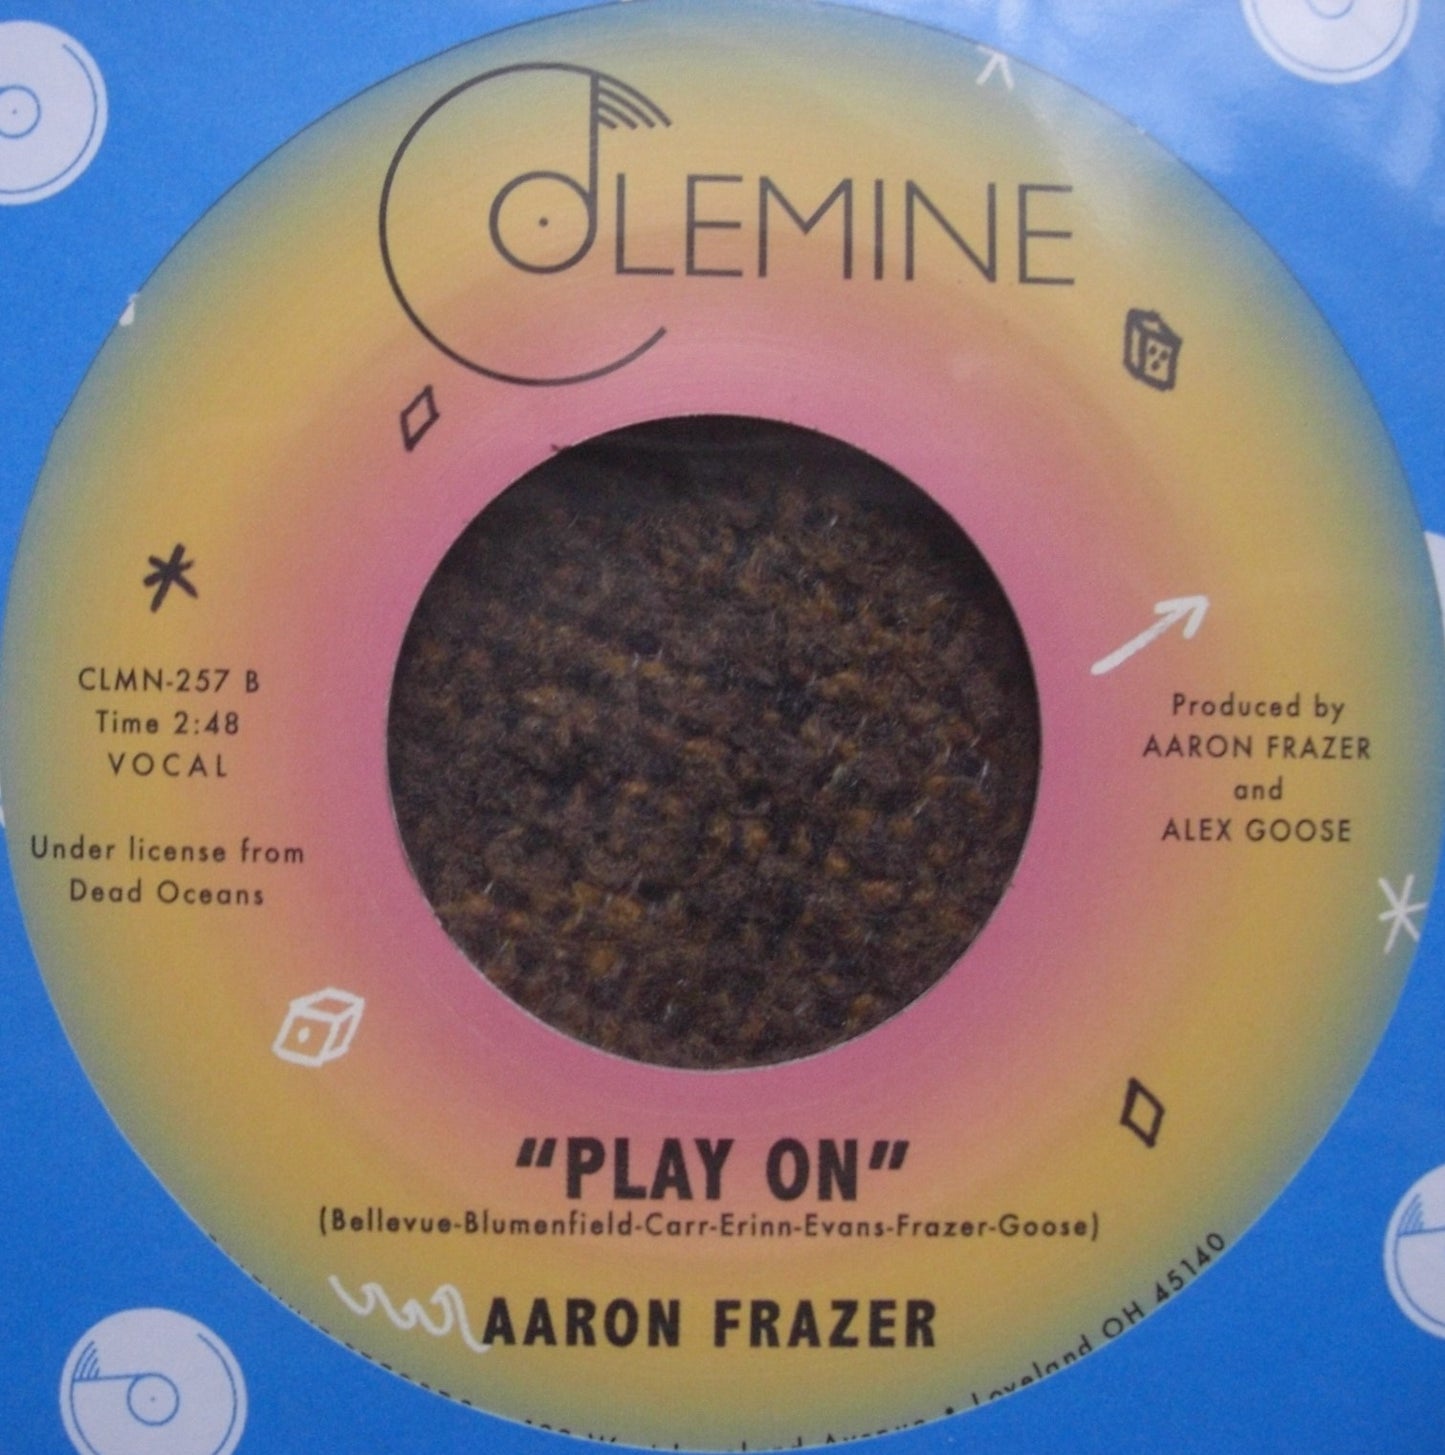 COLEMINE
CLMN-257 B
Time 2:48
VOCAL
Under license from
Dead Oceans
Produced by
AARON FRAZER
and
ALEX GOOSE
"PLAY ON"
(Bellevue-Blumenfield-Carr-Erinn-Evans-Frazer-Goose)
AARON FRAZER
Avenue • Loveland OH 45140